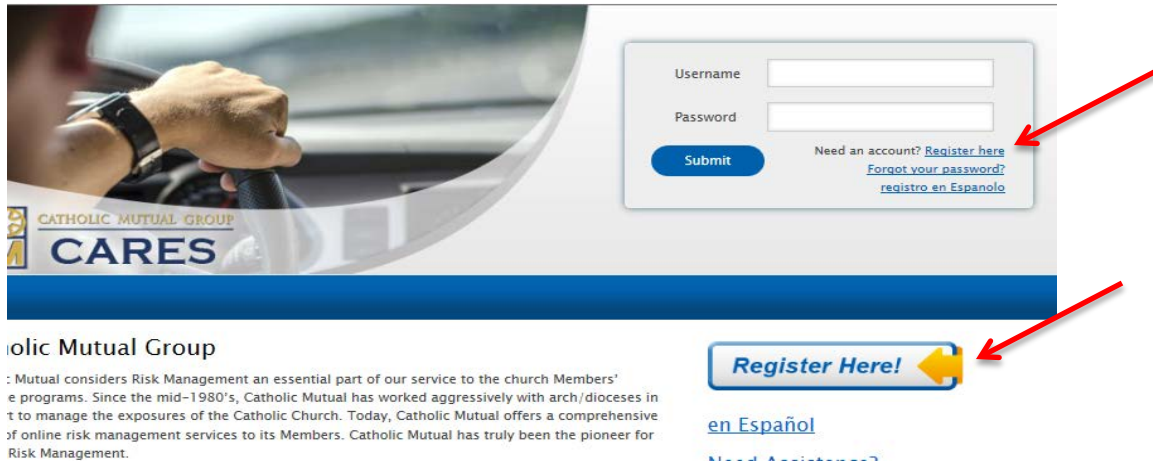 Username
Password
Submit
Need an account? Register here
Forgot your password?
registro en Espanolo
CATHOLIC MUTUAL GROUP
M
CARES
olic Mutual Group
Mutual considers Risk Management an essential part of our service to the church Members'
e programs. Since the mid-1980's, Catholic Mutual has worked aggressively with arch/dioceses in
t to manage the exposures of the Catholic Church. Today, Catholic Mutual offers a comprehensive
of online risk management services to its Members. Catholic Mutual has truly been the pioneer for
Risk Management.
Register Here!
en Español
Need Assistance?